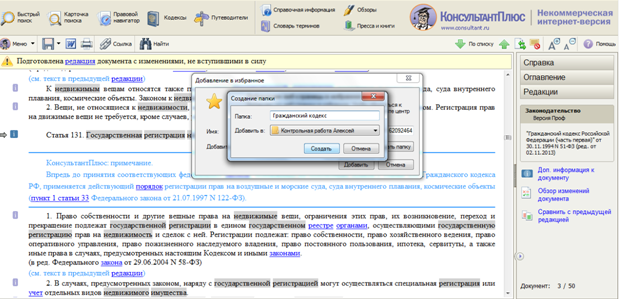 Быстрый поиск
Карточка поиска
Правовой навигатор
Кодексы
Путеводители
Справочная информация
Словарь терминов
Обзоры
Пресса и книги
КонсультантПлюс
www.consultant.ru
Некоммерческая интернет-версия
Меню
Ссылка
Найти
По списку
Помощь
Подготовлена редакция документа с изменениями, не вступившими в силу
(см. текст в предыдущей редакции)
К недвижимым вещам относятся также
суда, суда внутреннего
плавания, космические объекты. Законом к
2. Вещи, не относящиеся к недвижимости,
Регистрация прав
на движимые вещи не требуется, кроме случаев,
Статья 131. Государственная регистрация
КонсультантПлюс: примечание.
Впредь до принятия соответствующих
Гражданского кодекса
РФ, применяется действующий порядок регистрации прав на воздушные и морские суда, суда внутреннего плавания, космические объекты
(пункт 1 статьи 33 Федерального закона от 21.07.1997 N 122-ФЗ).
1. Право собственности и другие вещные права на недвижимые вещи, ограничения этих прав, их возникновение, переход и
прекращение подлежат государственной регистрации в едином государственном реестре органами, осуществляющими государственную
регистрацию прав на недвижимость и сделок с ней. Регистрации подлежат: право собственности, право хозяйственного ведения, право
оперативного управления, право пожизненного наследуемого владения, право постоянного пользования, ипотека, сервитуты, а также
иные права в случаях, предусмотренных настоящим Кодексом и иными законами.
(в ред. Федерального закона от 29.06.2004 N 58-ФЗ)
(см. текст в предыдущей редакции)
2. В случаях, предусмотренных законом, наряду с государственной регистрацией могут осуществляться специальная регистрация или
учет отдельных видов недвижимого имущества.
Добавление в избранное
Имя:
Добавить
Отмена
Создание папки
Папка:
Гражданский кодекс
Добавить в:
Контрольная работа Алексей
Создать
Отмена
Справка
Оглавление
Редакции
Законодательство
Версия Проф
"Гражданский кодекс Российской
Федерации (часть первая)" от
30.11.1994 N 51-ФЗ (ред. от
02.11.2013)
Доп. информация к
документу
Обзор изменений
документа
Сравнить с предыдущей
редакцией
Документ: 3 / 50